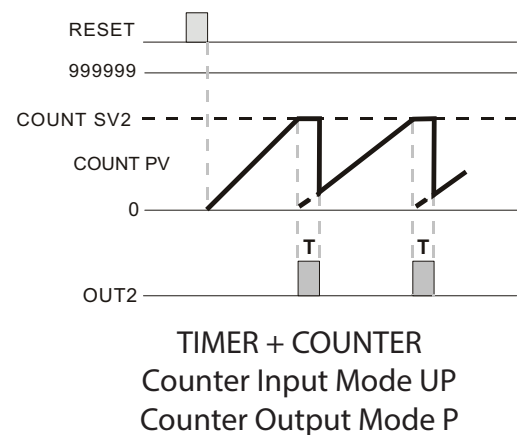 RESET
999999
COUNT SV2
COUNT PV
0
T T
OUT2
TIMER + COUNTER
Counter Input Mode UP
Counter Output Mode P